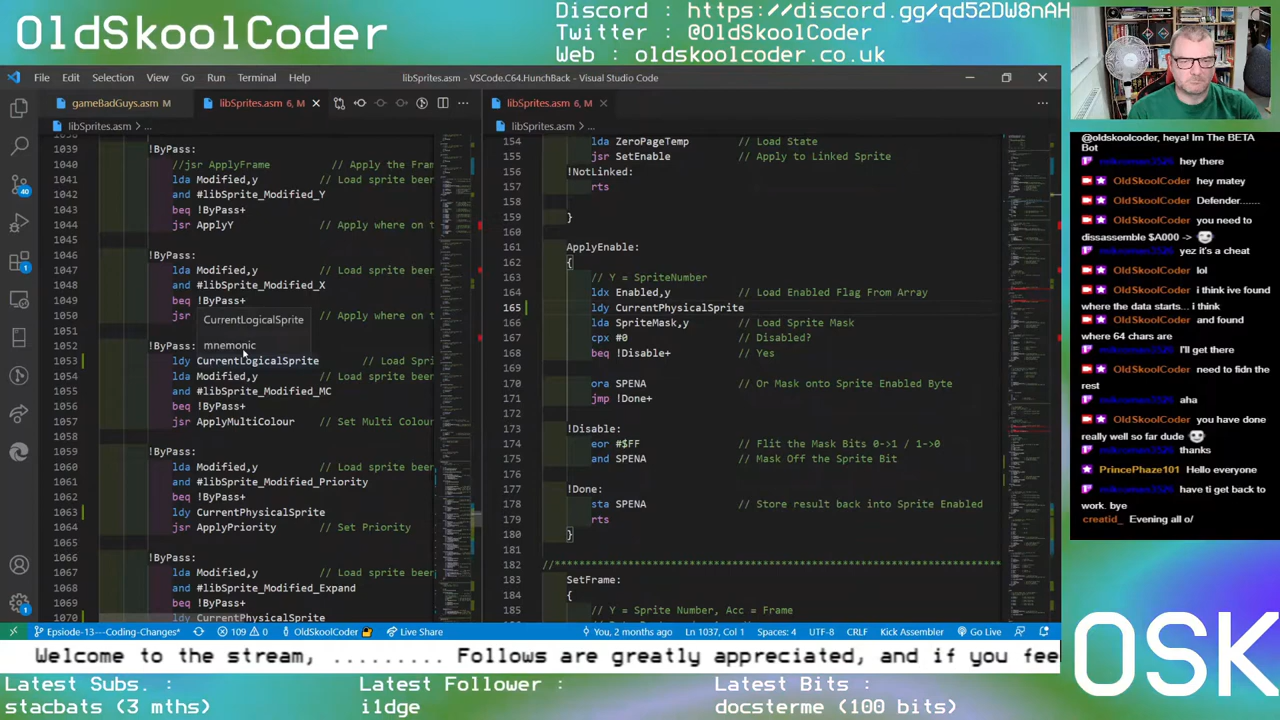 OldSkoolCoder
Discord : https://discord.gg/qd52DW8nAH
Twitter : @OldSkoolCoder
Web : oldskoolcoder.co.uk
File Edit Selection View Go Run Terminal Help
libSprites.asm - VSCode.C64.HunchBack - Visual Studio Code
gameBadGuys.asm M
libSprites.asm 6, M
libSprites.asm > ...
1039 !ByPass:
1040 //jsr ApplyFrame // Apply the Fram
1041 lda Modified,y // Load sprite beer
1042 and #libSprite_Modified_Y
1043 beq !ByPass+
1044 jsr ApplyY // Apply where on t
1045
1046 !ByPass:
1047 lda Modified,y // Load sprite beer
1048 and #libSprite_Modified_X
1049 beq !ByPass+
1050 jsr // Apply where on t
1051
1052 !ByPass:
CurrentLogicalSprite
mnemonic
1053 ldy CurrentLogicalSprite // Load Spri
1054 lda Modified,y // Load sprite beer
1055 and #libSprite_Modified_MC
1056 beq !ByPass+
1057 jsr ApplyMultiColour // Set Multi Colour
1058
1059 !ByPass:
1060 lda Modified,y // Load sprite beer
1061 and #libSprite_Modified_Priority
1062 beq !ByPass+
1063 ldy CurrentPhysicalSprite
1064 jsr ApplyPriority // Set Priority
1065
1066 !ByPass:
1067 lda Modified,y // Load sprite beer
1068 and #libSprite_Modified_Expand
1069 beq !ByPass+
1070 ldy CurrentPhysicalSprite
libSprites.asm 6, M
libSprites.asm > ...
154 lda ZeroPageTemp // Load State
155 jsr SetEnable // Apply to Linked Sprite
156 !NotLinked:
157 rts
158
159 }
160
161 ApplyEnable:
162 {
163 // Y = SpriteNumber
164 ldx Enabled,y // Load Enabled Flag From Array
165 ldy CurrentPhysicalSprite
166 lda SpriteMask,y // Load Sprite Mask
167 cpx #0 // Disabled?
168 beq !Disable+ // Yes
169
170 ora SPENA // Or Mask onto Sprite Enabled Byte
171 jmp !Done+
172
173 !Disable:
174 eor #$FF // Flit the Mask Bits 0->1 / 1->0
175 and SPENA // Mask Off the Sprite Bit
176
177 !Done:
178 sta SPENA // Store result back into Sprite Enabled
179 rts
180 }
181
182 //***
183 SetFrame:
184 {
185 // Y = Sprite Number, Acc = Frame
Epsiode-13---Coding-Changes* 109 0 OldSkoolCoder Live Share You, 2 months ago Ln 1037, Col 1 Spaces: 4 UTF-8 CRLF Kick Assembler Go Live
@oldskoolcoder, heya! Im The BETA
Bot
hey there
OldSkoolCoder hey matey
OldSkoolCoder Defender.......
OldSkoolCoder you need to
dissassemble $A000 ->
yez it's a cheat
OldSkoolCoder lol
i think ive found
where the data starts... i think
OldSkoolCoder and found
where 64 chars are
I'll get there
OldSkoolCoder need to fidn the
rest
aha
OldSkoolCoder you have done
really well so far dude
thanks
PrincePhaze101 Hello everyone
have ti get back to
work. bye
creatid_ Evening all o/
OSK
Welcome to the stream, ......... Follows are greatly appreciated, and if you fee
Latest Subs. :
stacbats (3 mths)
Latest Follower :
i1dge
Latest Bits :
docsterme (100 bits)